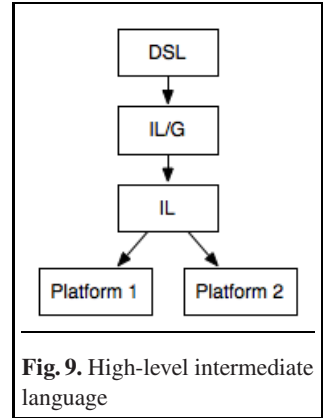 DSL
IL/G
IL
Platform 1 Platform 2
Fig. 9. High-level intermediate
language